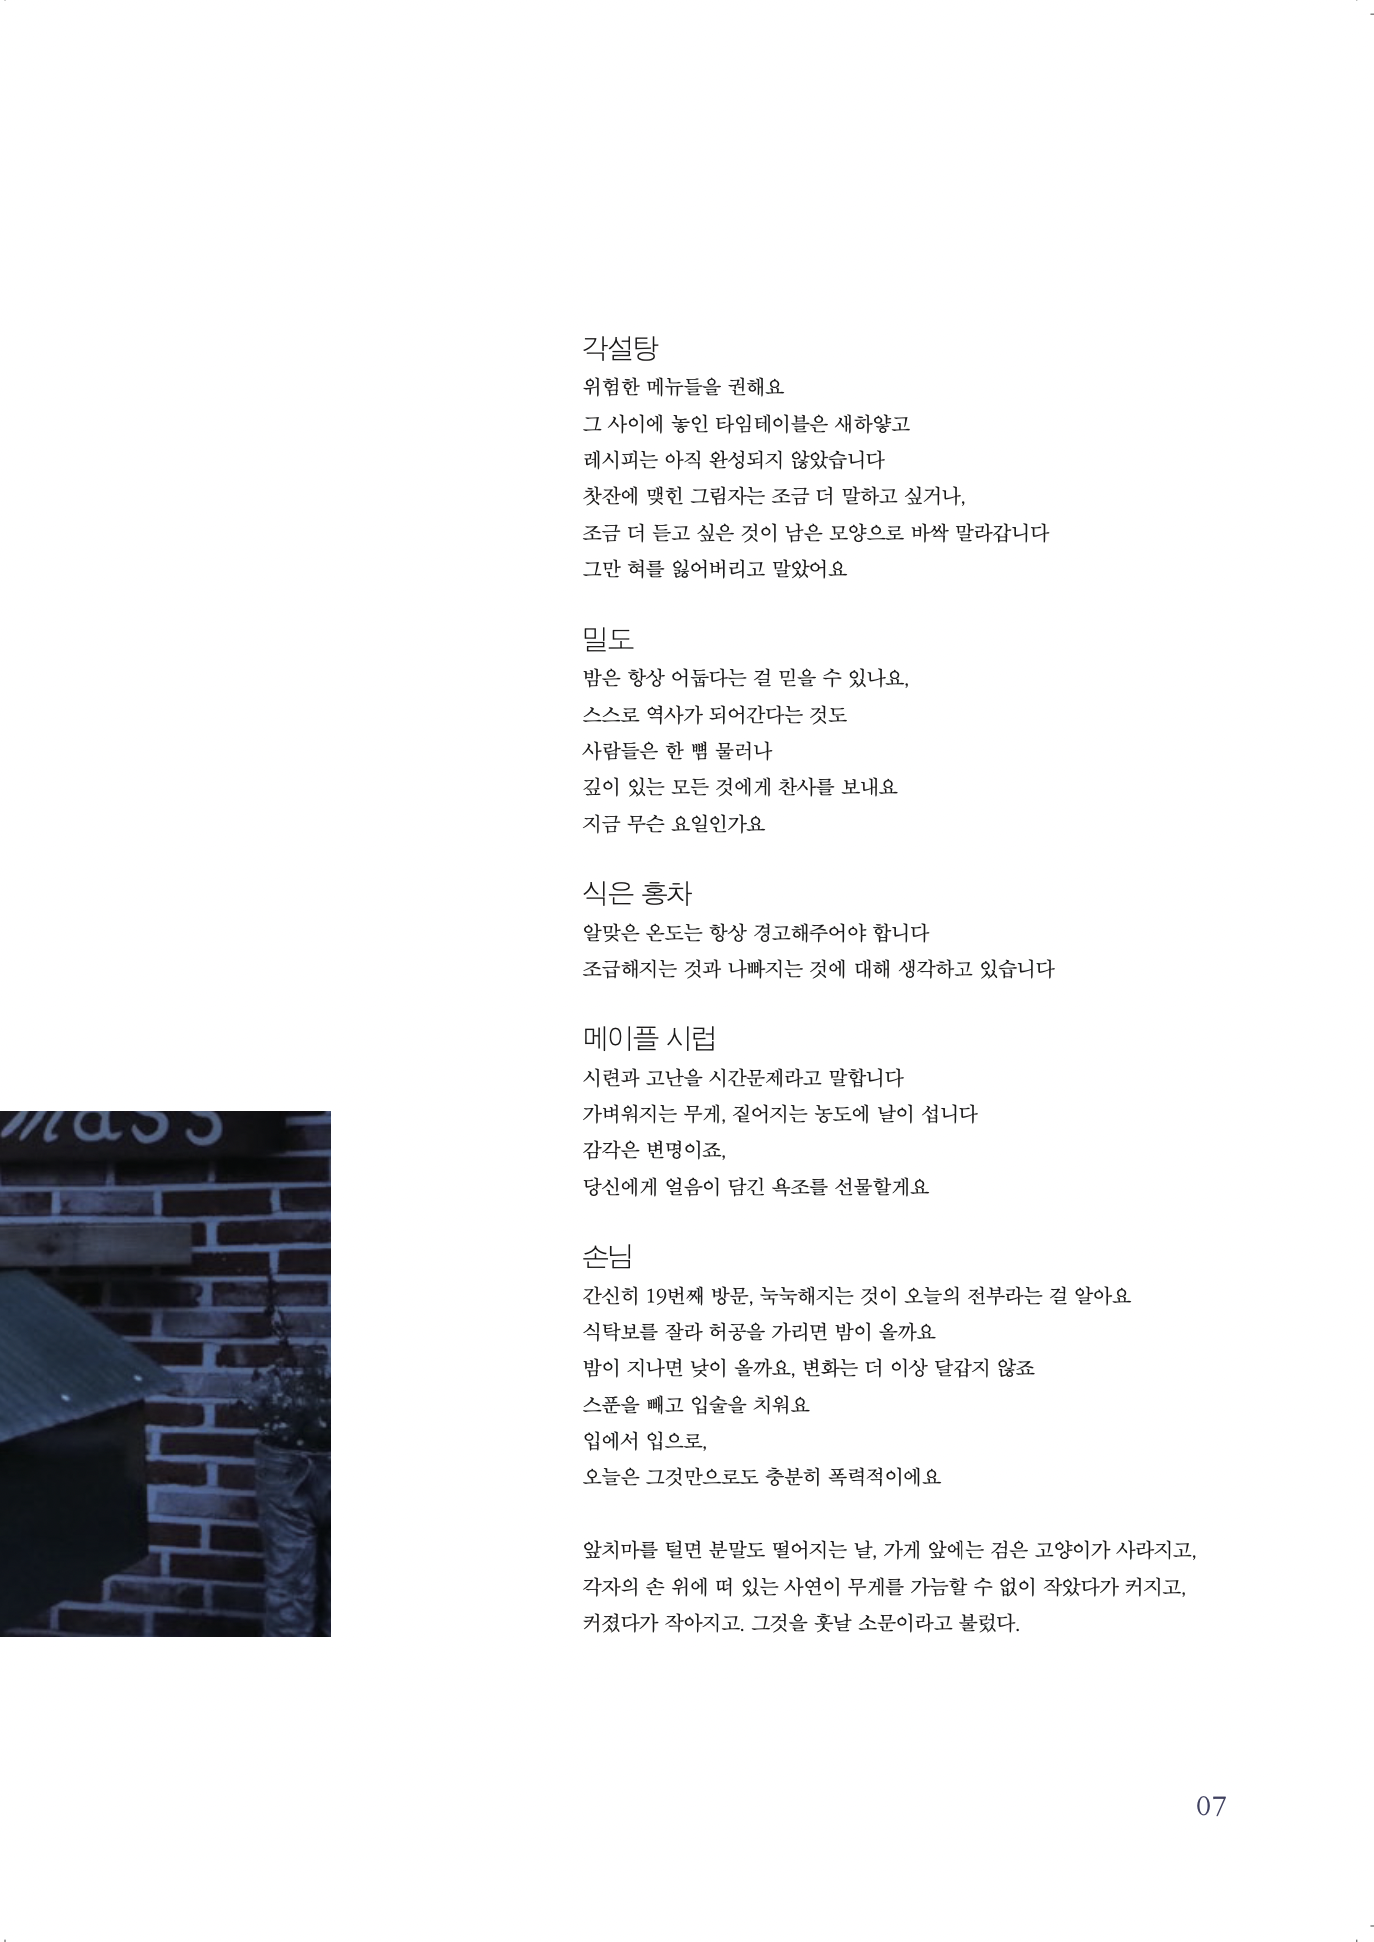 각설탕
위험한 메뉴들을 권해요
그 사이에 놓인 타임테이블은 새하얗고
레시피는 아직 완성되지 않았습니다
찻잔에 맺힌 그림자는 조금 더 말하고 싶거나,
조금 더 듣고 싶은 것이 남은 모양으로 바싹 말라갑니다
그만 혀를 잃어버리고 말았어요
밀도
밤은 항상 어둡다는 걸 믿을 수 있나요,
스스로 역사가 되어간다는 것도
사람들은 한 뼘 물러나
깊이 있는 모든 것에게 찬사를 보내요
지금 무슨 요일인가요
식은 홍차
알맞은 온도는 항상 경고해주어야 합니다
조급해지는 것과 나빠지는 것에 대해 생각하고 있습니다
메이플 시럽
시련과 고난을 시간문제라고 말합니다
가벼워지는 무게, 짙어지는 농도에 날이 섭니다
감각은 변명이죠,
당신에게 얼음이 담긴 욕조를 선물할게요
손님
간신히 19번째 방문, 눅눅해지는 것이 오늘의 전부라는 걸 알아요
식탁보를 잘라 허공을 가리면 밤이 올까요
밤이 지나면 낮이 올까요, 변화는 더 이상 달갑지 않죠
스푼을 빼고 입술을 치워요
입에서 입으로,
오늘은 그것만으로도 충분히 폭력적이에요
앞치마를 털면 분말도 떨어지는 날, 가게 앞에는 검은 고양이가 사라지고,
각자의 손 위에 떠 있는 사연이 무게를 가늠할 수 없이 작았다가 커지고,
커졌다가 작아지고. 그것을 훗날 소문이라고 불렀다.
mass
07